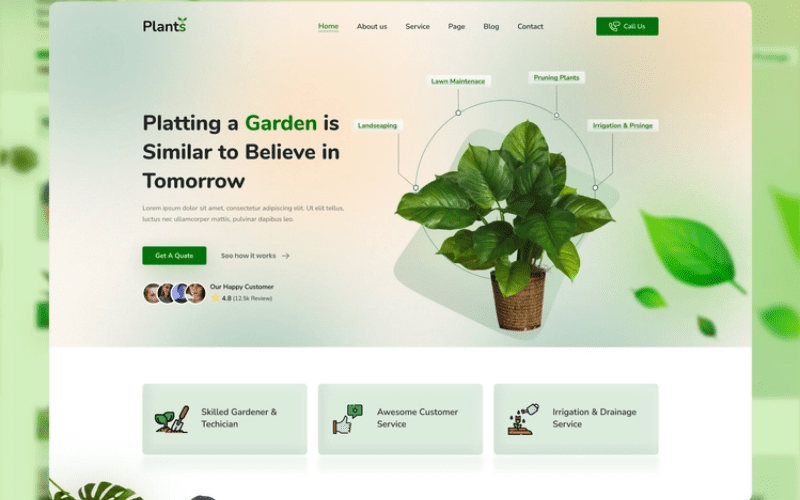 Plants
Home
About us
Service
Page
Blog
Contact
Call Us
Lawn Maintenace
Pruning Plants
Landseaping
Irrigation & Prsinge
Platting a Garden is
Similar to Believe in
Tomorrow
Lorem ipsum dolor sit amet, consectetur adipiscing elit. Ut elit tellus,
luctus nec ullamcorper mattis, pulvinar dapibus leo.
Get A Quate
See how it works
Our Happy Customer
4.8 (12.5k Review)
Skilled Gardener &
Techician
Awesome Customer
Service
Irrigation & Drainage
Service